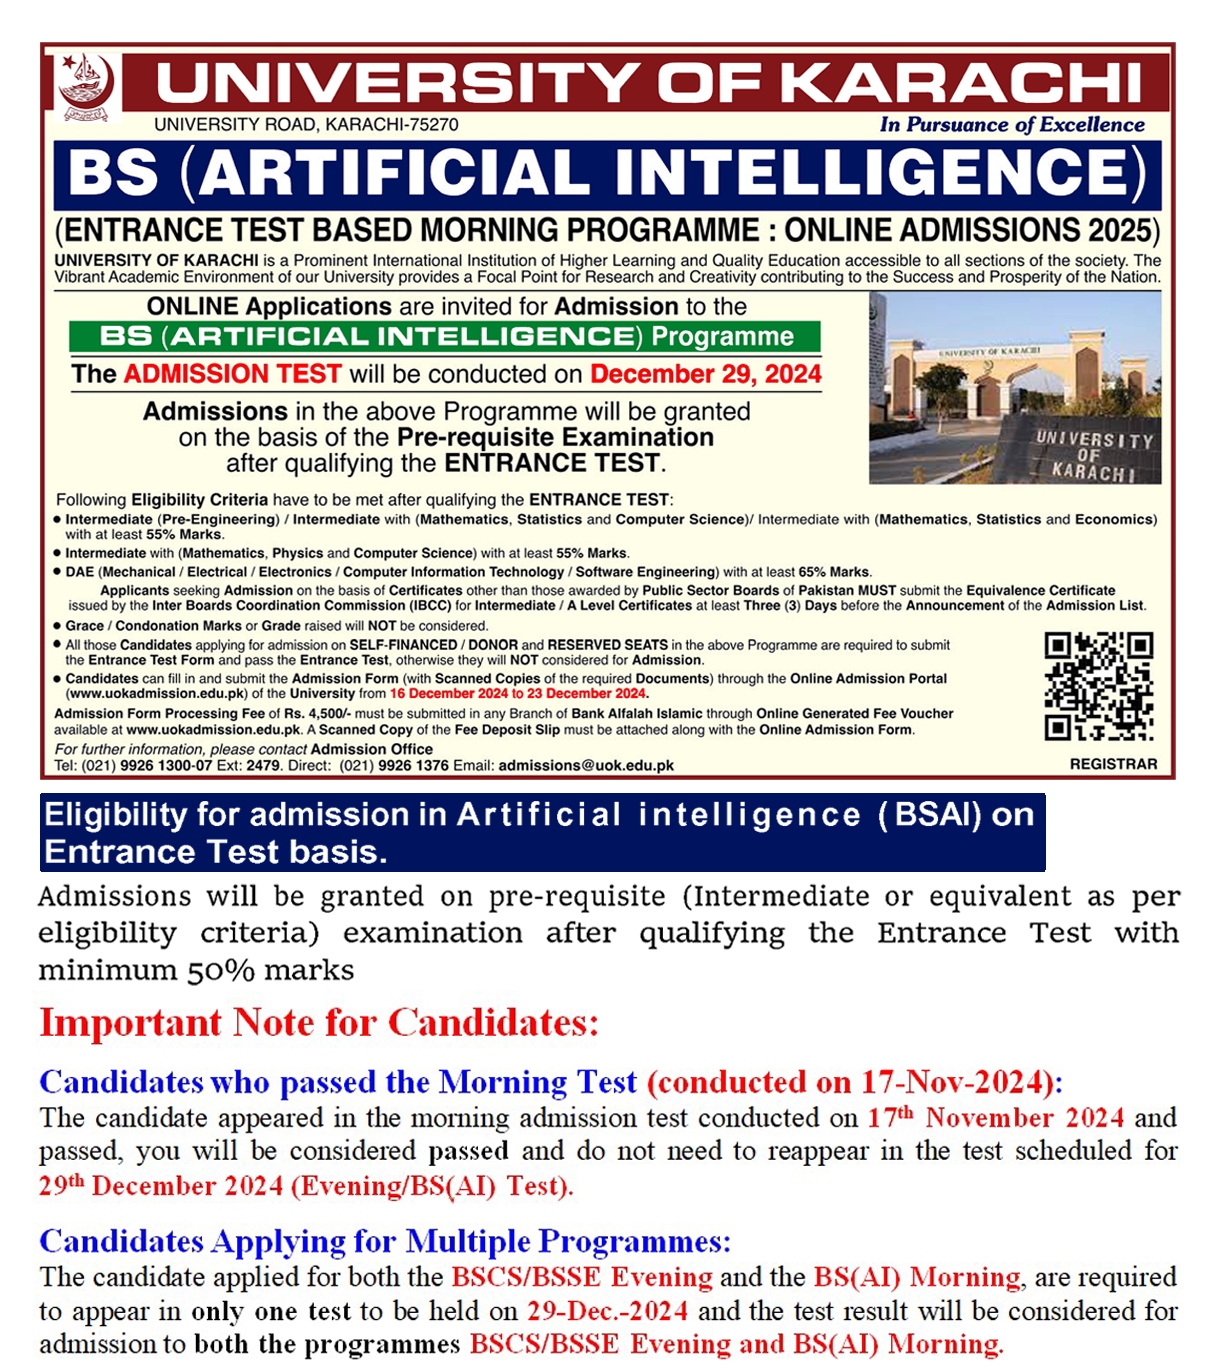 UNIVERSITY OF KARACHI
UNIVERSITY ROAD, KARACHI-75270
In Pursuance of Excellence
BS (ARTIFICIAL INTELLIGENCE)
(ENTRANCE TEST BASED MORNING PROGRAMME : ONLINE ADMISSIONS 2025)
UNIVERSITY OF KARACHI is a Prominent International Institution of Higher Learning and Quality Education accessible to all sections of the society. The
Vibrant Academic Environment of our University provides a Focal Point for Research and Creativity contributing to the Success and Prosperity of the Nation.
ONLINE Applications are invited for Admission to the
BS (ARTIFICIAL INTELLIGENCE) Programme
The ADMISSION TEST will be conducted on December 29, 2024
Admissions in the above Programme will be granted
on the basis of the Pre-requisite Examination
after qualifying the ENTRANCE TEST.
UNIVERSITY OF KARACHI
UNIVERSITY
OF
KARACHI
Following Eligibility Criteria have to be met after qualifying the ENTRANCE TEST:
● Intermediate (Pre-Engineering) / Intermediate with (Mathematics, Statistics and Computer Science)/ Intermediate with (Mathematics, Statistics and Economics)
with at least 55% Marks.
● Intermediate with (Mathematics, Physics and Computer Science) with at least 55% Marks.
● DAE (Mechanical / Electrical / Electronics / Computer Information Technology / Software Engineering) with at least 65% Marks.
Applicants seeking Admission on the basis of Certificates other than those awarded by Public Sector Boards of Pakistan MUST submit the Equivalence Certificate
issued by the Inter Boards Coordination Commission (IBCC) for Intermediate / A Level Certificates at least Three (3) Days before the Announcement of the Admission List.
● Grace / Condonation Marks or Grade raised will NOT be considered.
● All those Candidates applying for admission on SELF-FINANCED / DONOR and RESERVED SEATS in the above Programme are required to submit
the Entrance Test Form and pass the Entrance Test, otherwise they will NOT considered for Admission.
● Candidates can fill in and submit the Admission Form (with Scanned Copies of the required Documents) through the Online Admission Portal
(www.uokadmission.edu.pk) of the University from 16 December 2024 to 23 December 2024.
Admission Form Processing Fee of Rs. 4,500/- must be submitted in any Branch of Bank Alfalah Islamic through Online Generated Fee Voucher
available at www.uokadmission.edu.pk. A Scanned Copy of the Fee Deposit Slip must be attached along with the Online Admission Form.
For further information, please contact Admission Office
Tel: (021) 9926 1300-07 Ext: 2479. Direct: (021) 9926 1376 Email: admissions@uok.edu.pk
REGISTRAR
Eligibility for admission in Artificial intelligence (BSAI) on
Entrance Test basis.
Admissions will be granted on pre-requisite (Intermediate or equivalent as per
eligibility criteria) examination after qualifying the Entrance Test with
minimum 50% marks
Important Note for Candidates:
Candidates who passed the Morning Test (conducted on 17-Nov-2024):
The candidate appeared in the morning admission test conducted on 17th November 2024 and
passed, you will be considered passed and do not need to reappear in the test scheduled for
29th December 2024 (Evening/BS(AI) Test).
Candidates Applying for Multiple Programmes:
The candidate applied for both the BSCS/BSSE Evening and the BS(AI) Morning, are required
to appear in only one test to be held on 29-Dec.-2024 and the test result will be considered for
admission to both the programmes BSCS/BSSE Evening and BS(AI) Morning.